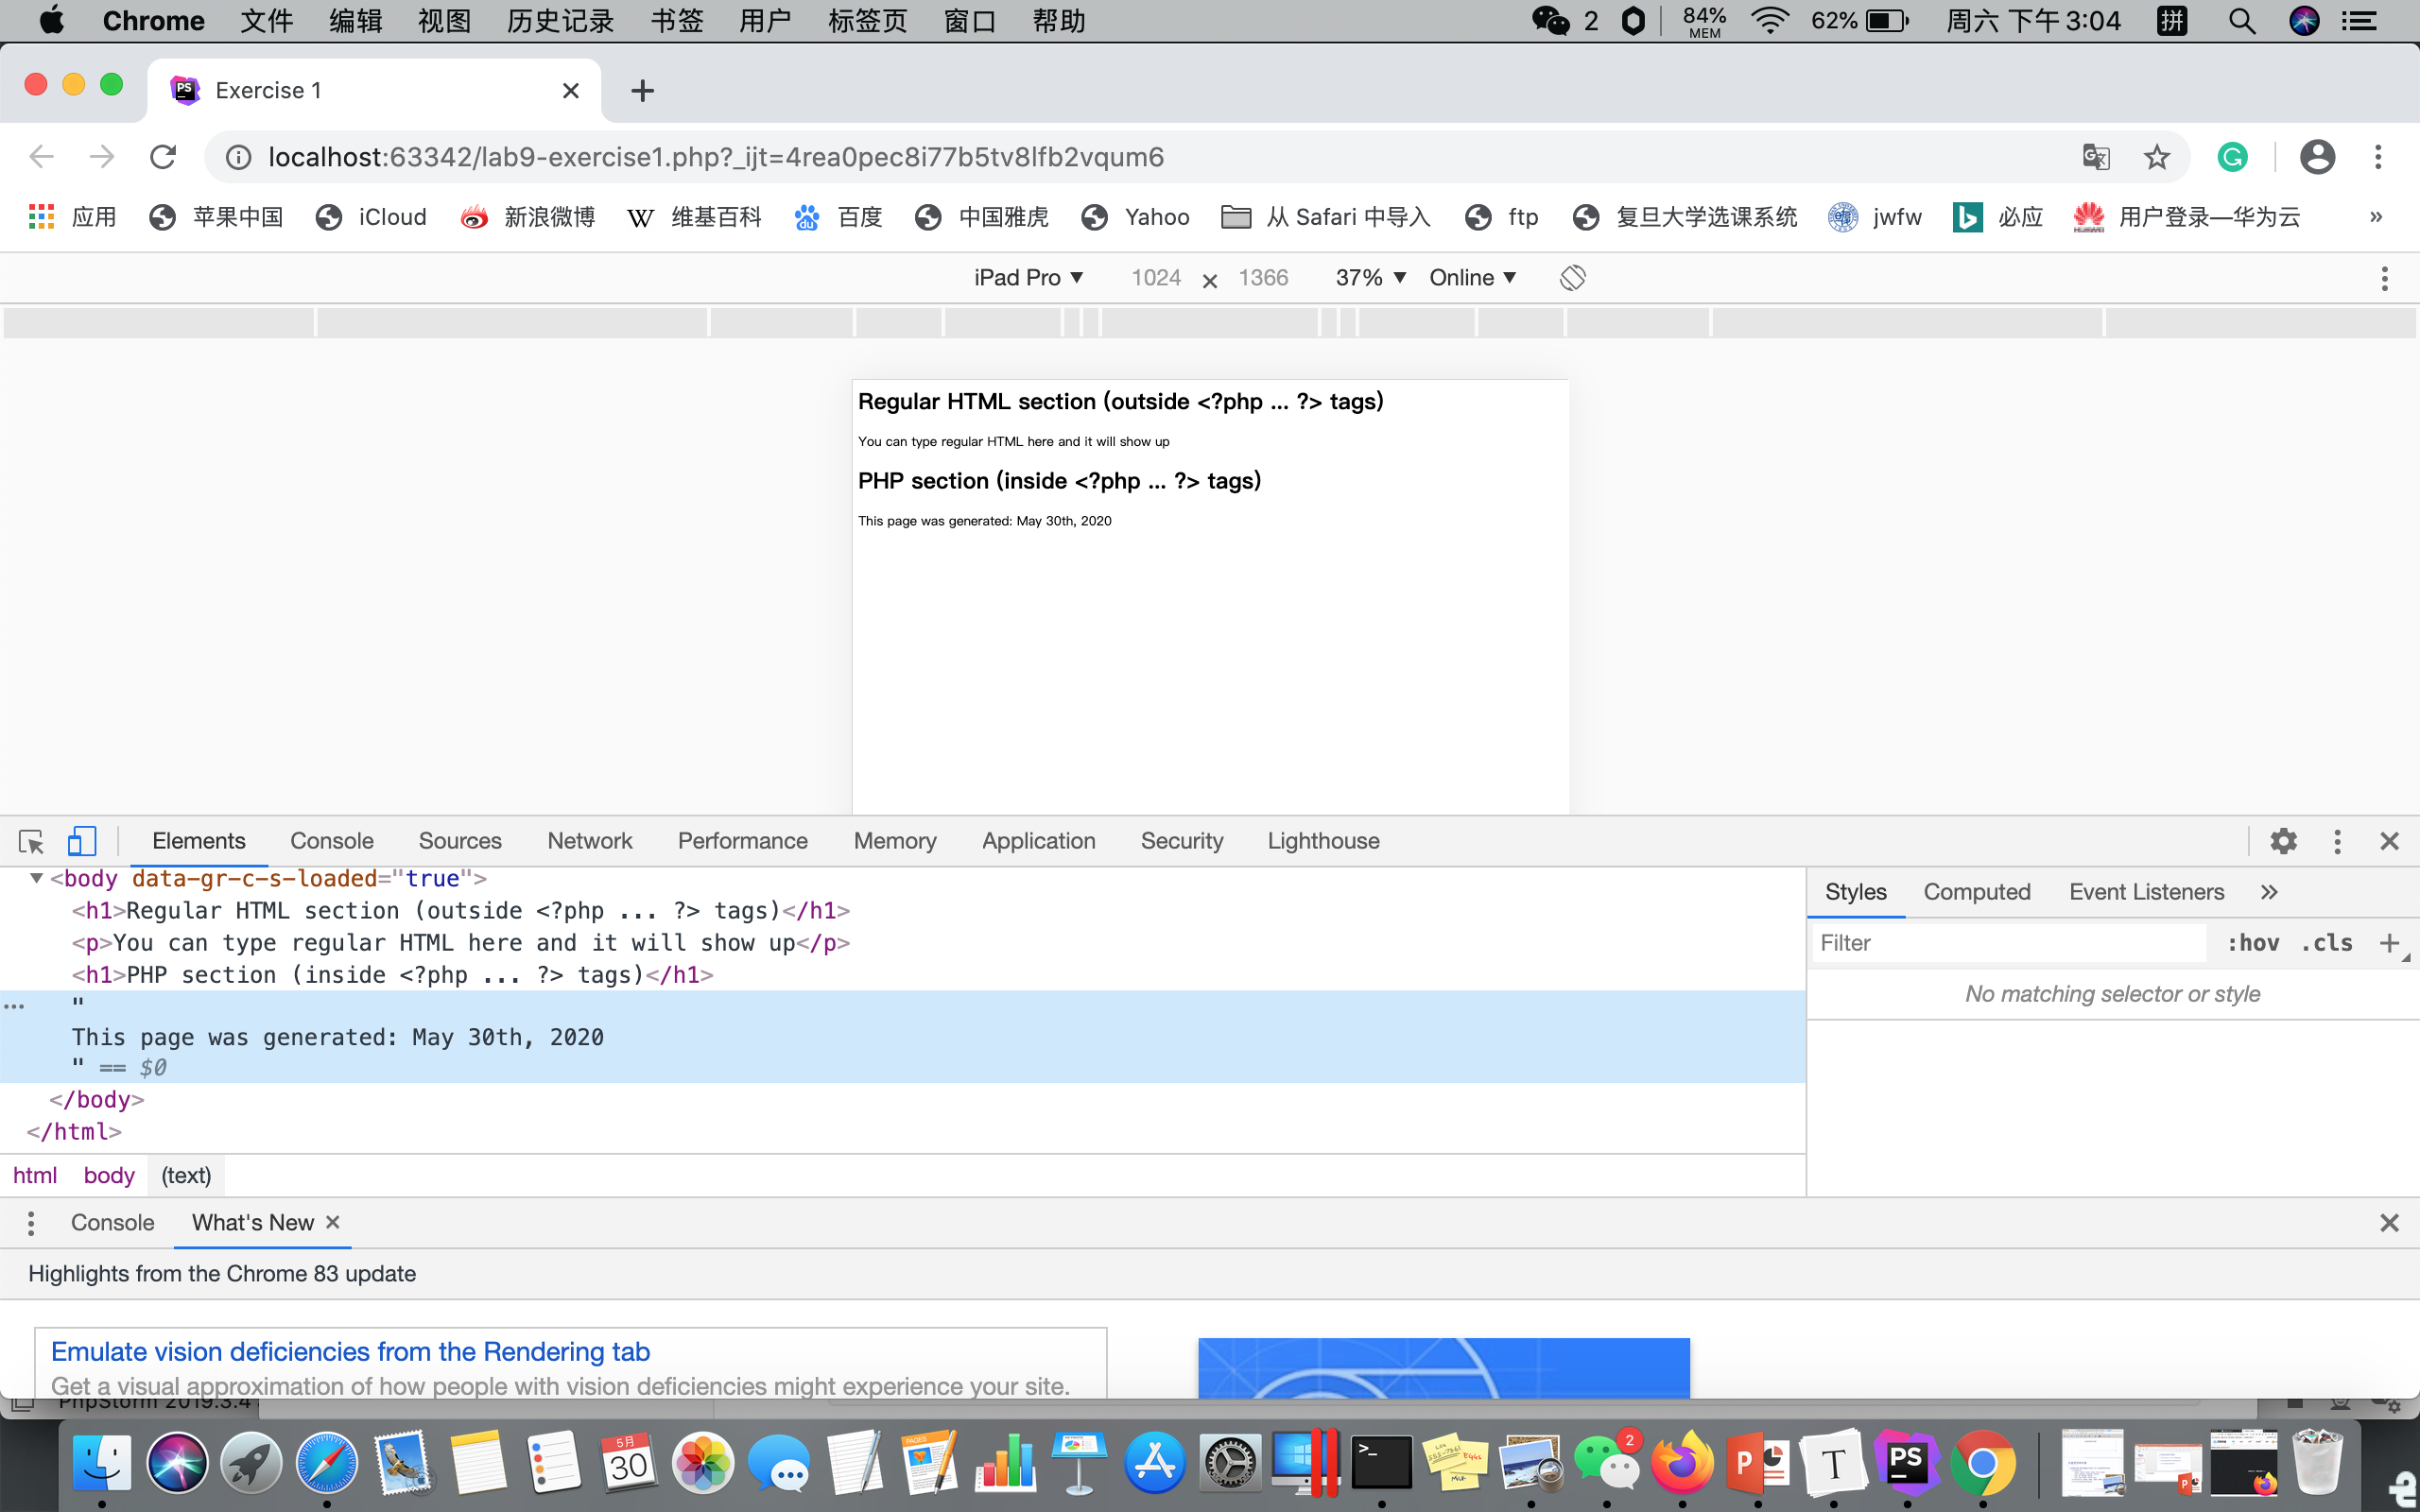 Chrome 文件 编辑 视图 历史记录 书签 用户 标签页 窗口 帮助 2 84% MEM 62% 周六 下午 3:04 拼
PS Exercise 1
localhost:63342/lab9-exercise1.php?_ijt=4rea0pec8i77b5tv8lfb2vqum6
应用 苹果中国 iCloud 新浪微博 W 维基百科 百度 中国雅虎 Yahoo 从 Safari 中导入 ftp 复旦大学选课系统 jwfw 必应 用户登录—华为云 »
iPad Pro ▼ 1024 × 1366 37% ▼ Online ▼
Regular HTML section (outside <?php ... ?> tags)
You can type regular HTML here and it will show up
PHP section (inside <?php ... ?> tags)
This page was generated: May 30th, 2020
Elements Console Sources Network Performance Memory Application Security Lighthouse
▼<body data-gr-c-s-loaded="true">
<h1>Regular HTML section (outside <?php ... ?> tags)</h1>
<p>You can type regular HTML here and it will show up</p>
<h1>PHP section (inside <?php ... ?> tags)</h1>
"
This page was generated: May 30th, 2020
" == $0
</body>
</html>
html body (text)
Styles Computed Event Listeners »
Filter :hov .cls +
No matching selector or style
Console What's New ×
Highlights from the Chrome 83 update
Emulate vision deficiencies from the Rendering tab
Get a visual approximation of how people with vision deficiencies might experience your site.
PhpStorm 2019.3.4
5月
30
PAGES
>_
2
P
T
PS